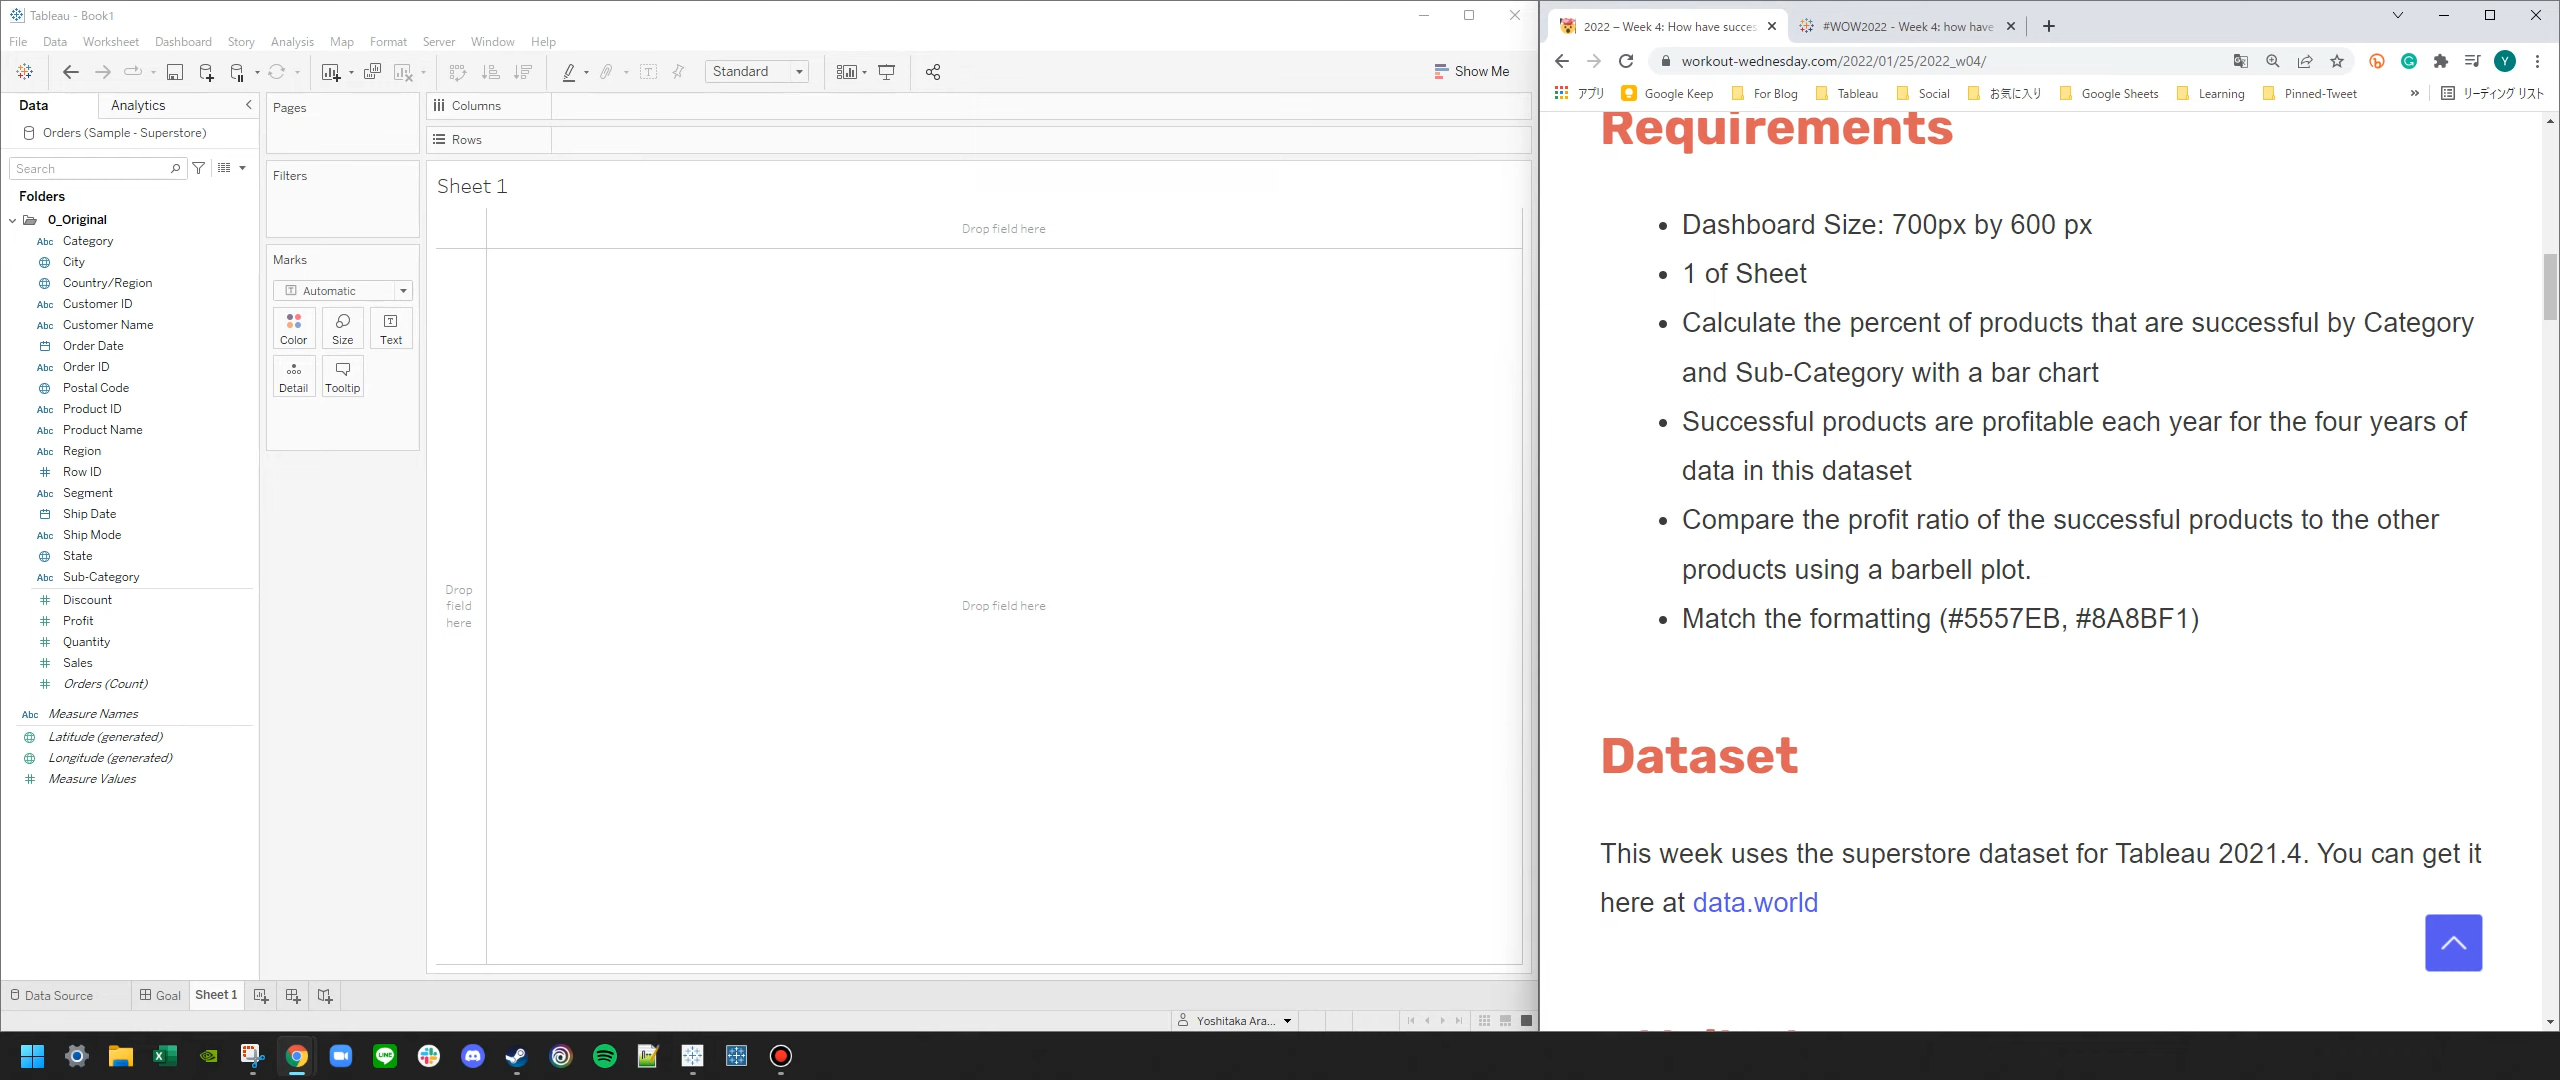 Tableau - Book1
File Data Worksheet Dashboard Story Analysis Map Format Server Window Help
Standard
Show Me
Data Analytics
Orders (Sample - Superstore)
Search
Folders
0_Original
Abc Category
City
Country/Region
Abc Customer ID
Abc Customer Name
Order Date
Abc Order ID
Postal Code
Abc Product ID
Abc Product Name
Abc Region
# Row ID
Abc Segment
Ship Date
Abc Ship Mode
State
Abc Sub-Category
# Discount
# Profit
# Quantity
# Sales
# Orders (Count)
Abc Measure Names
Latitude (generated)
Longitude (generated)
# Measure Values
Pages
Filters
Marks
Automatic
Color Size Text
Detail Tooltip
Columns
Rows
Sheet 1
Drop field here
Drop
field
here
Drop field here
Data Source Goal Sheet 1
Yoshitaka Ara...
2022 – Week 4: How have succes
#WOW2022 - Week 4: how have
workout-wednesday.com/2022/01/25/2022_w04/
Y
アプリ Google Keep For Blog Tableau Social お気に入り Google Sheets Learning Pinned-Tweet » リーディング リスト
Requirements
• Dashboard Size: 700px by 600 px
• 1 of Sheet
• Calculate the percent of products that are successful by Category
and Sub-Category with a bar chart
• Successful products are profitable each year for the four years of
data in this dataset
• Compare the profit ratio of the successful products to the other
products using a barbell plot.
• Match the formatting (#5557EB, #8A8BF1)
Dataset
This week uses the superstore dataset for Tableau 2021.4. You can get it
here at data.world